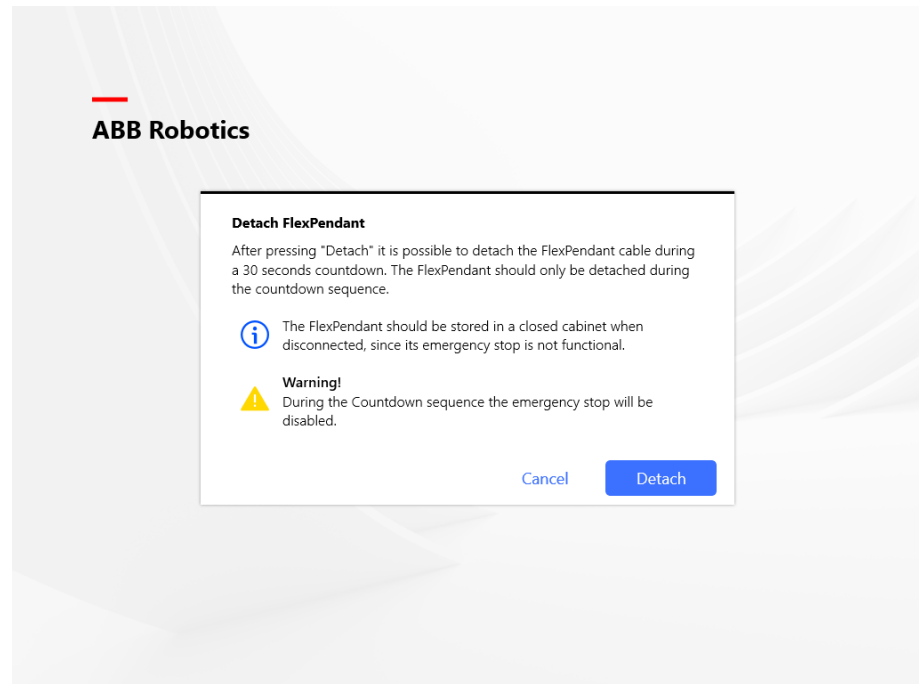 ABB Robotics
Detach FlexPendant
After pressing "Detach" it is possible to detach the FlexPendant cable during
a 30 seconds countdown. The FlexPendant should only be detached during
the countdown sequence.
The FlexPendant should be stored in a closed cabinet when
disconnected, since its emergency stop is not functional.
Warning!
During the Countdown sequence the emergency stop will be
disabled.
Cancel
Detach